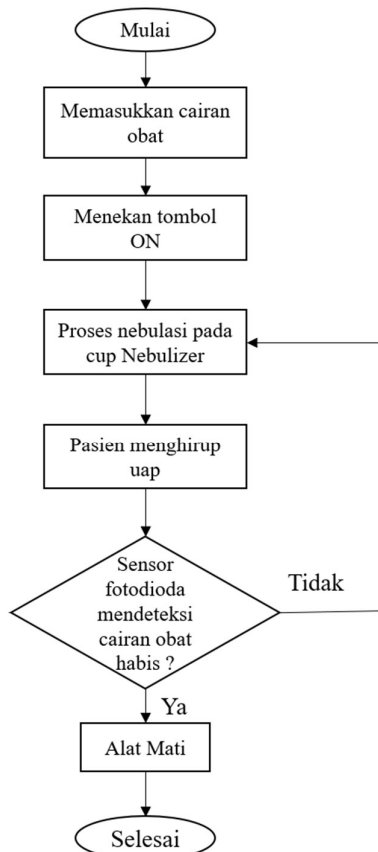 Mulai
Memasukkan cairan
obat
Menekan tombol
ON
Proses nebulasi pada
cup Nebulizer
Pasien menghirup
uap
Sensor
fotodioda
mendeteksi
cairan obat
habis ?
Tidak
Ya
Alat Mati
Selesai